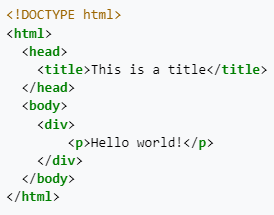 <!DOCTYPE html>
<html>
  <head>
    <title>This is a title</title>
  </head>
  <body>
    <div>
        <p>Hello world!</p>
    </div>
  </body>
</html>